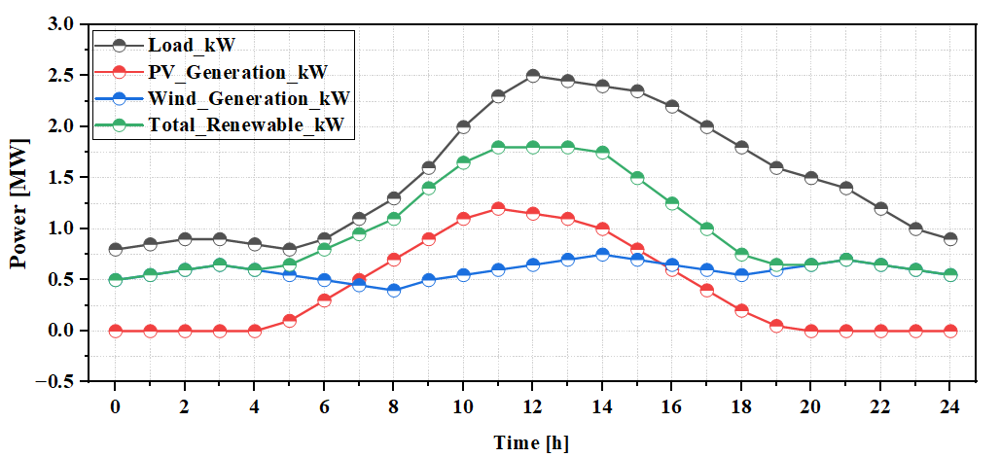 3.0
2.5
2.0
1.5
1.0
0.5
0.0
−0.5
Power [MW]
Load_kW
PV_Generation_kW
Wind_Generation_kW
Total_Renewable_kW
0 2 4 6 8 10 12 14 16 18 20 22 24
Time [h]